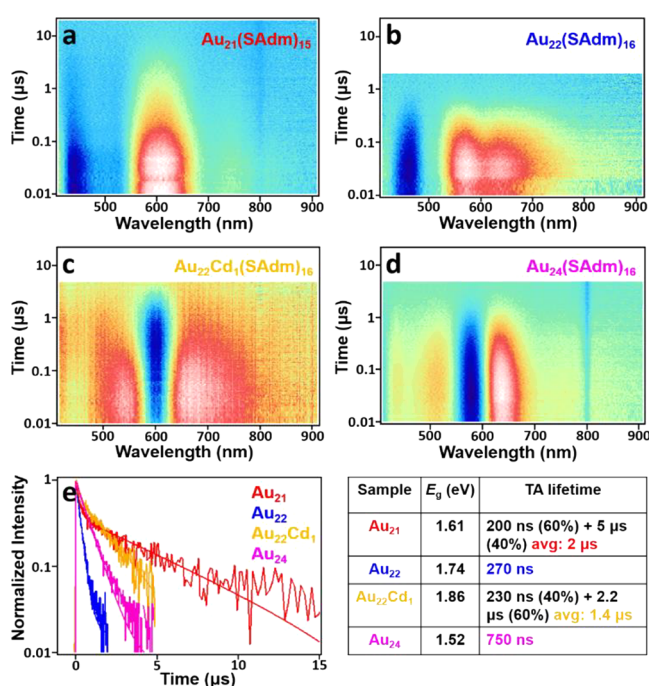 a
Au21(SAdm)15
Time (µs)
10
1
0.1
0.01
500 600 700 800 900
Wavelength (nm)
b
Au22(SAdm)16
Time (µs)
10
1
0.1
0.01
500 600 700 800 900
Wavelength (nm)
c
Au22Cd1(SAdm)16
Time (µs)
10
1
0.1
0.01
500 600 700 800 900
Wavelength (nm)
d
Au24(SAdm)16
Time (µs)
10
1
0.1
0.01
500 600 700 800 900
Wavelength (nm)
e
Au21
Au22
Au22Cd1
Au24
Normalized Intensity
1
0.1
0.01
0 5 10 15
Time (µs)
Sample Eg (eV) TA lifetime
Au21 1.61 200 ns (60%) + 5 µs
(40%) avg: 2 µs
Au22 1.74 270 ns
Au22Cd1 1.86 230 ns (40%) + 2.2
µs (60%) avg: 1.4 µs
Au24 1.52 750 ns